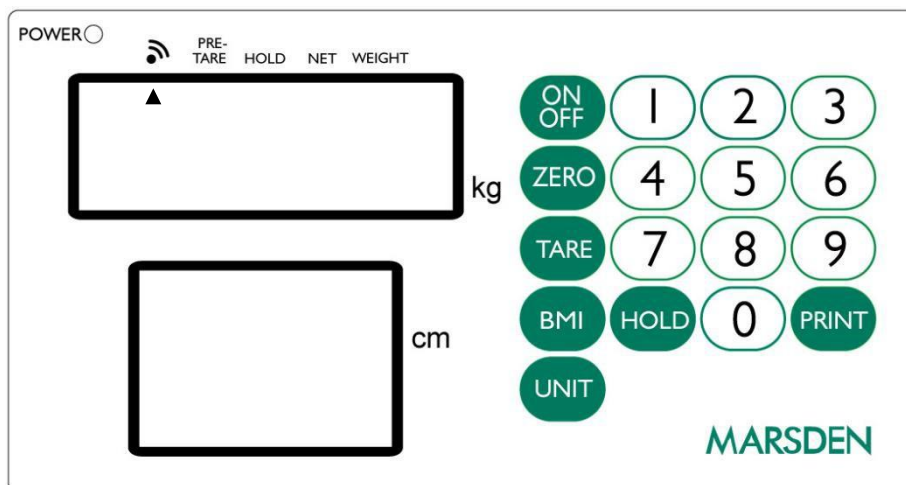 POWER
PRE-
TARE HOLD NET WEIGHT
kg
cm
ON
OFF
1 2 3
ZERO 4 5 6
TARE 7 8 9
BMI HOLD 0 PRINT
UNIT
MARSDEN